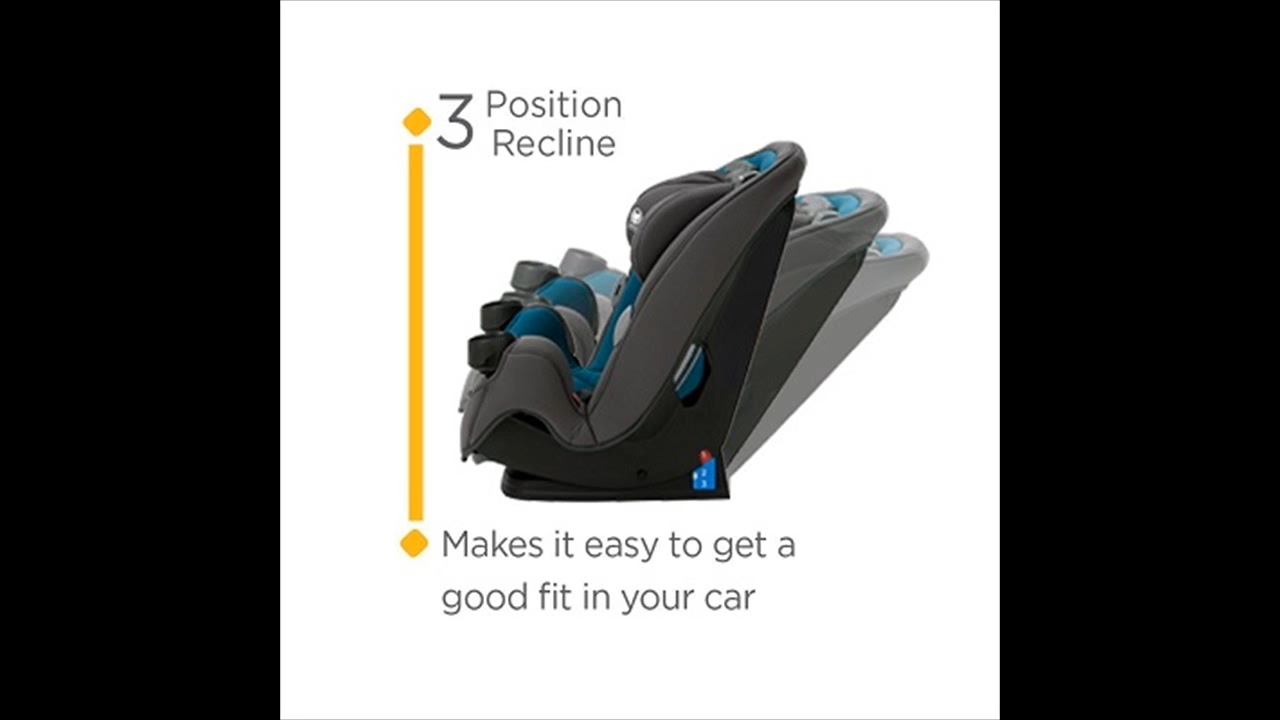 3 Position
Recline
Makes it easy to get a
good fit in your car